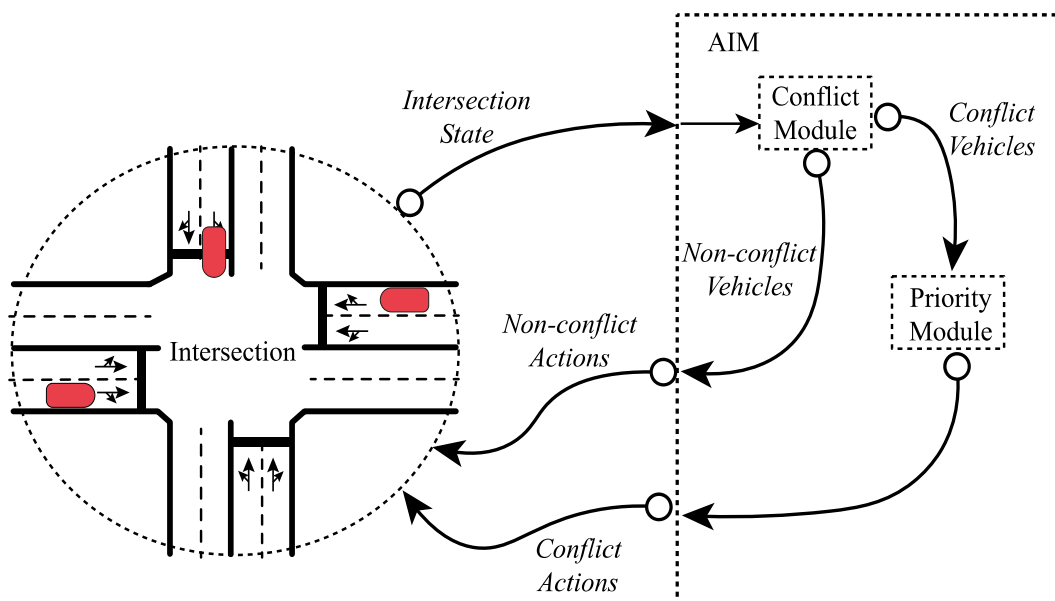 AIM
Intersection
State
Conflict
Module
Conflict
Vehicles
Non-conflict
Vehicles
Priority
Module
Intersection
Non-conflict
Actions
Conflict
Actions